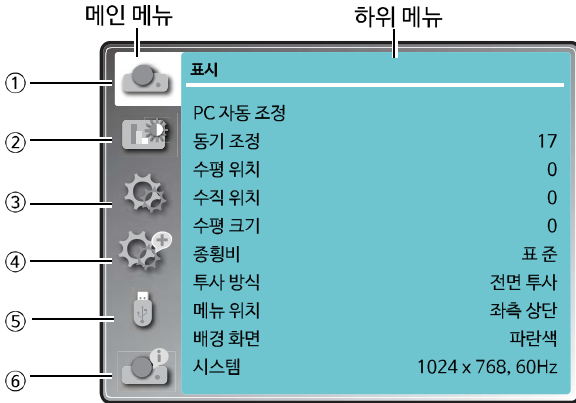 메인 메뉴 하위 메뉴
① 표시
PC 자동 조정
② 동기 조정 17
수평 위치 0
③ 수직 위치 0
수평 크기 0
④ 종횡비 표 준
투사 방식 전면 투사
⑤ 메뉴 위치 좌측 상단
배경 화면 파란색
⑥ 시스템 1024 x 768, 60Hz